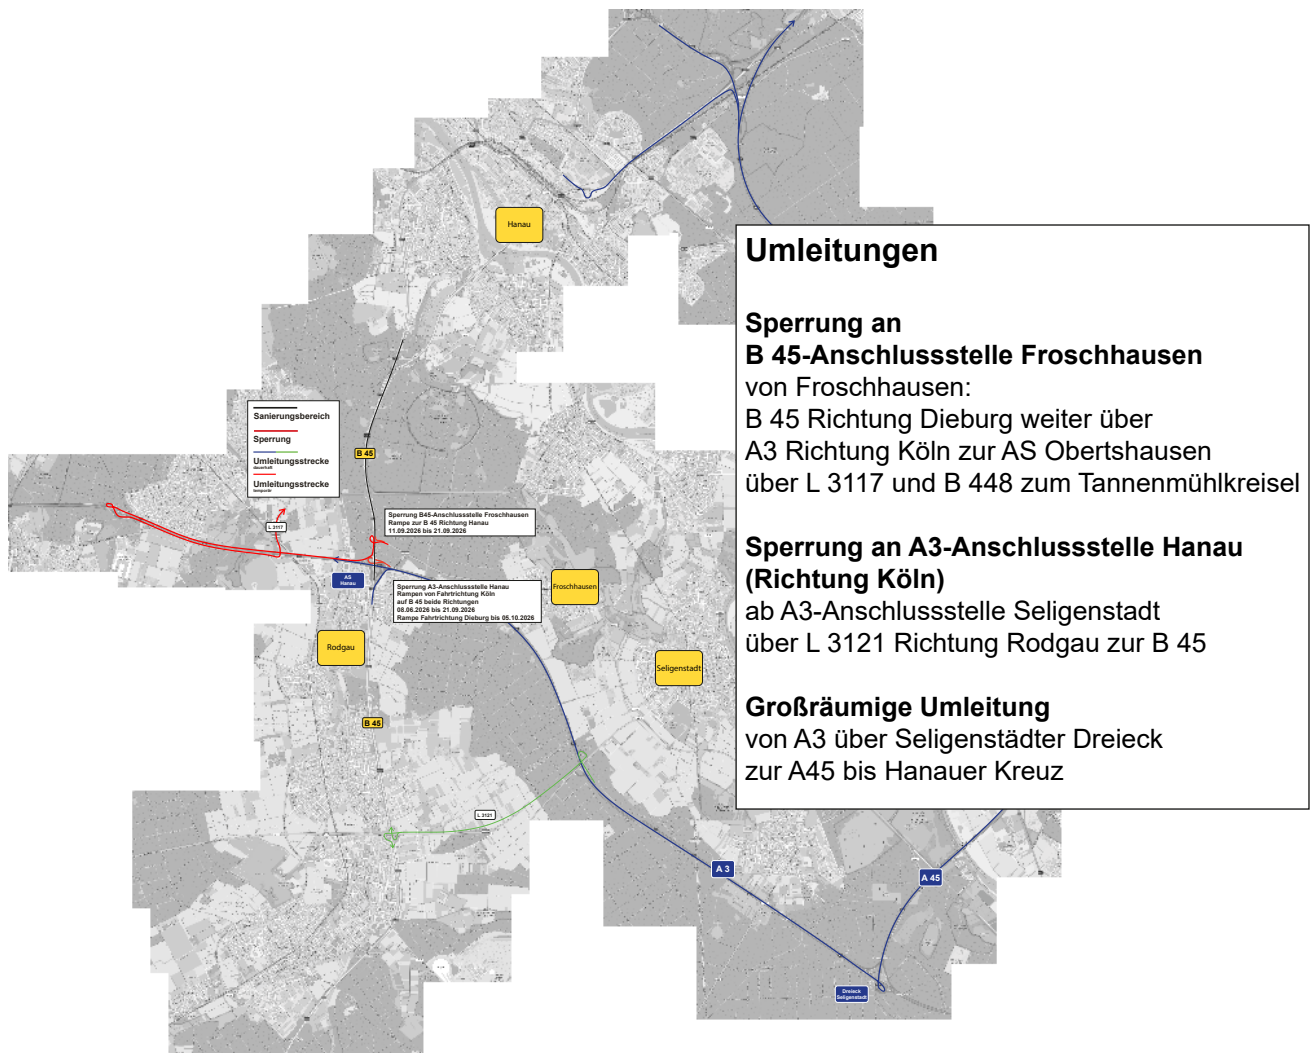 Hanau
Umleitungen
Sperrung an
B 45-Anschlussstelle Froschhausen
von Froschhausen:
B 45 Richtung Dieburg weiter über
A3 Richtung Köln zur AS Obertshausen
über L 3117 und B 448 zum Tannenmühlkreisel
Sperrung an A3-Anschlussstelle Hanau
(Richtung Köln)
ab A3-Anschlussstelle Seligenstadt
über L 3121 Richtung Rodgau zur B 45
Großräumige Umleitung
von A3 über Seligenstädter Dreieck
zur A45 bis Hanauer Kreuz
Sanierungsbereich
Sperrung
Umleitungsstrecke
dauerhaft
Umleitungsstrecke
temporär
B 45
L 3117
Sperrung B45-Anschlussstelle Froschhausen
Rampe zur B 45 Richtung Hanau
11.09.2026 bis 21.09.2026
AS
Hanau
Sperrung A3-Anschlussstelle Hanau
Rampen von Fahrtrichtung Köln
auf B 45 beide Richtungen
08.06.2026 bis 21.09.2026
Rampe Fahrtrichtung Dieburg bis 05.10.2026
Froschhausen
Rodgau
Seligenstadt
B 45
L 3121
A 3
A 45
Dreieck
Seligenstadt